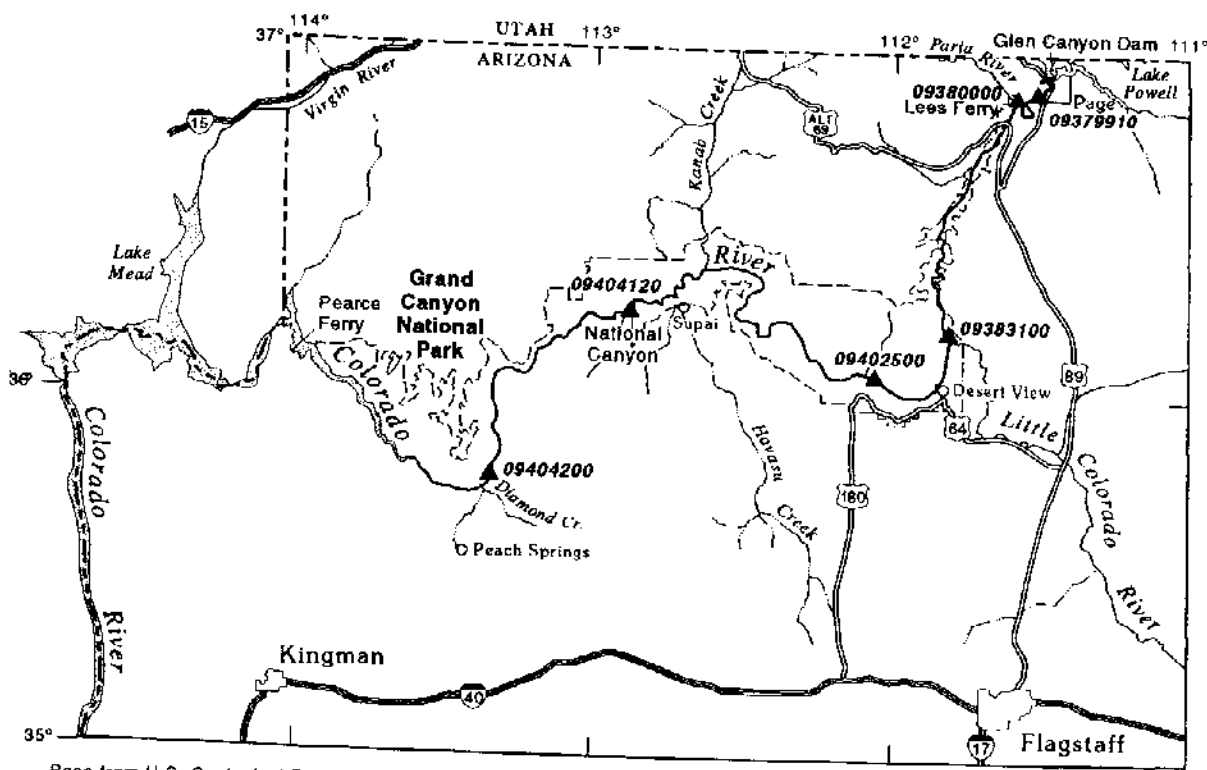 37° 114° UTAH 113° 112° 111°
ARIZONA
Glen Canyon Dam
Paria River
Lake Powell
09380000
Lees Ferry*
Page
09379910
Virgin River
15
ALT 89
Kanab Creek
Lake Mead
River
Grand Canyon National Park
09404120
Pearce Ferry
National Canyon
Supai
09383100
09402500
36°
Colorado
Desert View
89
64
Little Colorado River
Colorado River
09404200
Havasu Creek
180
Diamond Cr.
Peach Springs
Kingman
40
35°
17
Flagstaff